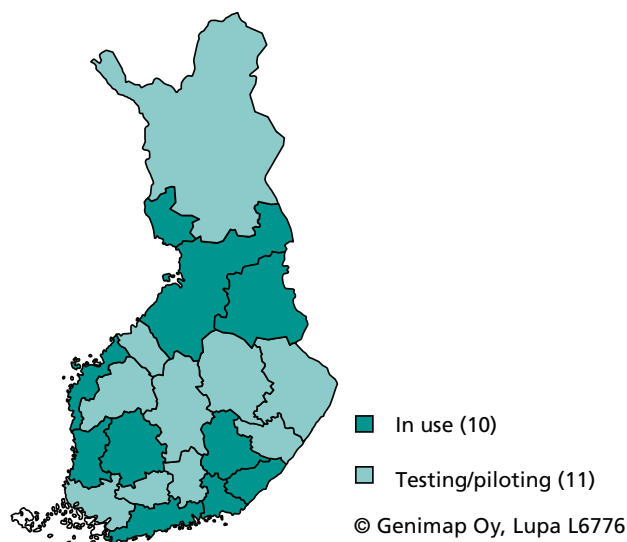 In use (10)
Testing/piloting (11)
© Genimap Oy, Lupa L6776